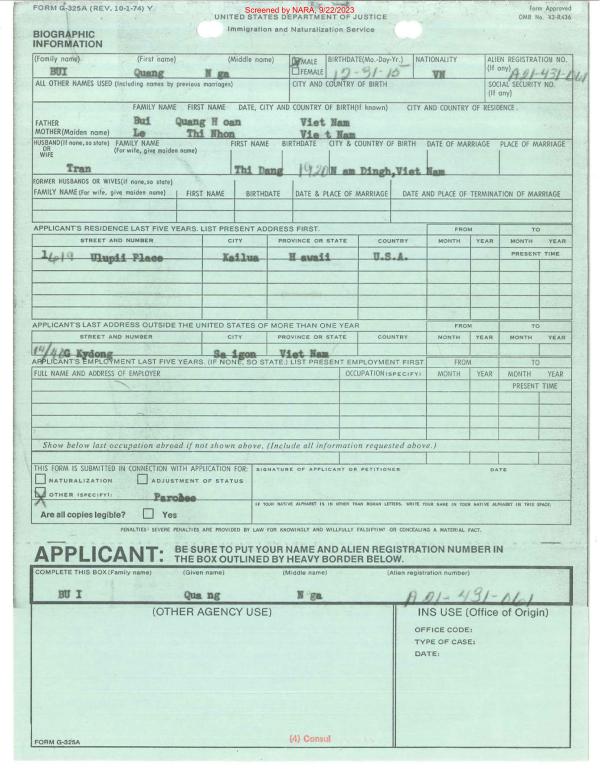 Screened by NARA, 9/22/2023
FORM G-325A (REV. 10-1-74) Y
Form Approved
OMB No. 43-R436
UNITED STATES DEPARTMENT OF JUSTICE
Immigration and Naturalization Service
BIOGRAPHIC
INFORMATION
(Family name) (First name) (Middle name) MALE BIRTHDATE(Mo.-Day-Yr.) NATIONALITY ALIEN REGISTRATION NO.
FEMALE (If any)
BUI Quang N ga 12-31-15 VN A21-431-061
ALL OTHER NAMES USED (Including names by previous marriages) CITY AND COUNTRY OF BIRTH SOCIAL SECURITY NO.
(If any)
FAMILY NAME FIRST NAME DATE, CITY AND COUNTRY OF BIRTH(If known) CITY AND COUNTRY OF RESIDENCE.
FATHER Bui Quang H oan Viet Nam
MOTHER(Maiden name) Le Thi Nhon Vie t Nam
HUSBAND(If none, so state) FAMILY NAME FIRST NAME BIRTHDATE CITY & COUNTRY OF BIRTH DATE OF MARRIAGE PLACE OF MARRIAGE
OR (For wife, give maiden name)
WIFE
Tran Thi Dang 1920 N am Dingh,Viet Nam
FORMER HUSBANDS OR WIVES(if none,so state)
FAMILY NAME (For wife, give maiden name) FIRST NAME BIRTHDATE DATE & PLACE OF MARRIAGE DATE AND PLACE OF TERMINATION OF MARRIAGE
APPLICANT'S RESIDENCE LAST FIVE YEARS. LIST PRESENT ADDRESS FIRST. FROM TO
STREET AND NUMBER CITY PROVINCE OR STATE COUNTRY MONTH YEAR MONTH YEAR
1619 Ulupii Place Kailua H awaii U.S.A. PRESENT TIME
APPLICANT'S LAST ADDRESS OUTSIDE THE UNITED STATES OF MORE THAN ONE YEAR FROM TO
STREET AND NUMBER CITY PROVINCE OR STATE COUNTRY MONTH YEAR MONTH YEAR
Kydong Sa igon Viet Nam
APPLICANT'S EMPLOYMENT LAST FIVE YEARS. (IF NONE, SO STATE.) LIST PRESENT EMPLOYMENT FIRST FROM TO
FULL NAME AND ADDRESS OF EMPLOYER OCCUPATION(SPECIFY) MONTH YEAR MONTH YEAR
PRESENT TIME
Show below last occupation abroad if not shown above. (Include all information requested above.)
THIS FORM IS SUBMITTED IN CONNECTION WITH APPLICATION FOR: SIGNATURE OF APPLICANT OR PETITIONER DATE
NATURALIZATION ADJUSTMENT OF STATUS
X OTHER (SPECIFY): Parolee
IF YOUR NATIVE ALPHABET IS IN OTHER THAN ROMAN LETTERS, WRITE YOUR NAME IN YOUR NATIVE ALPHABET IN THIS SPACE:
Are all copies legible? Yes
PENALTIES: SEVERE PENALTIES ARE PROVIDED BY LAW FOR KNOWINGLY AND WILLFULLY FALSIFYING OR CONCEALING A MATERIAL FACT.
APPLICANT: BE SURE TO PUT YOUR NAME AND ALIEN REGISTRATION NUMBER IN
THE BOX OUTLINED BY HEAVY BORDER BELOW.
COMPLETE THIS BOX (Family name) (Given name) (Middle name) (Alien registration number)
BU I Qua ng N ga A 21-431-061
(OTHER AGENCY USE) INS USE (Office of Origin)
OFFICE CODE:
TYPE OF CASE:
DATE:
FORM G-325A
(4) Consul